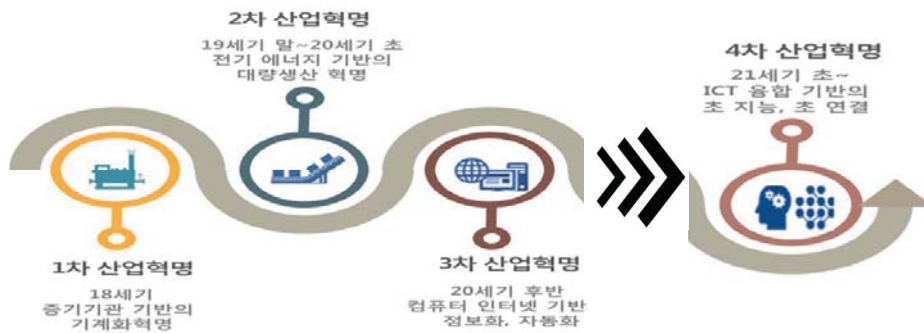 1차 산업혁명
18세기
증기기관 기반의
기계화혁명
2차 산업혁명
19세기 말~20세기 초
전기 에너지 기반의
대량생산 혁명
3차 산업혁명
20세기 후반
컴퓨터 인터넷 기반
정보화, 자동화
4차 산업혁명
21세기 초~
ICT 융합 기반의
초 지능, 초 연결